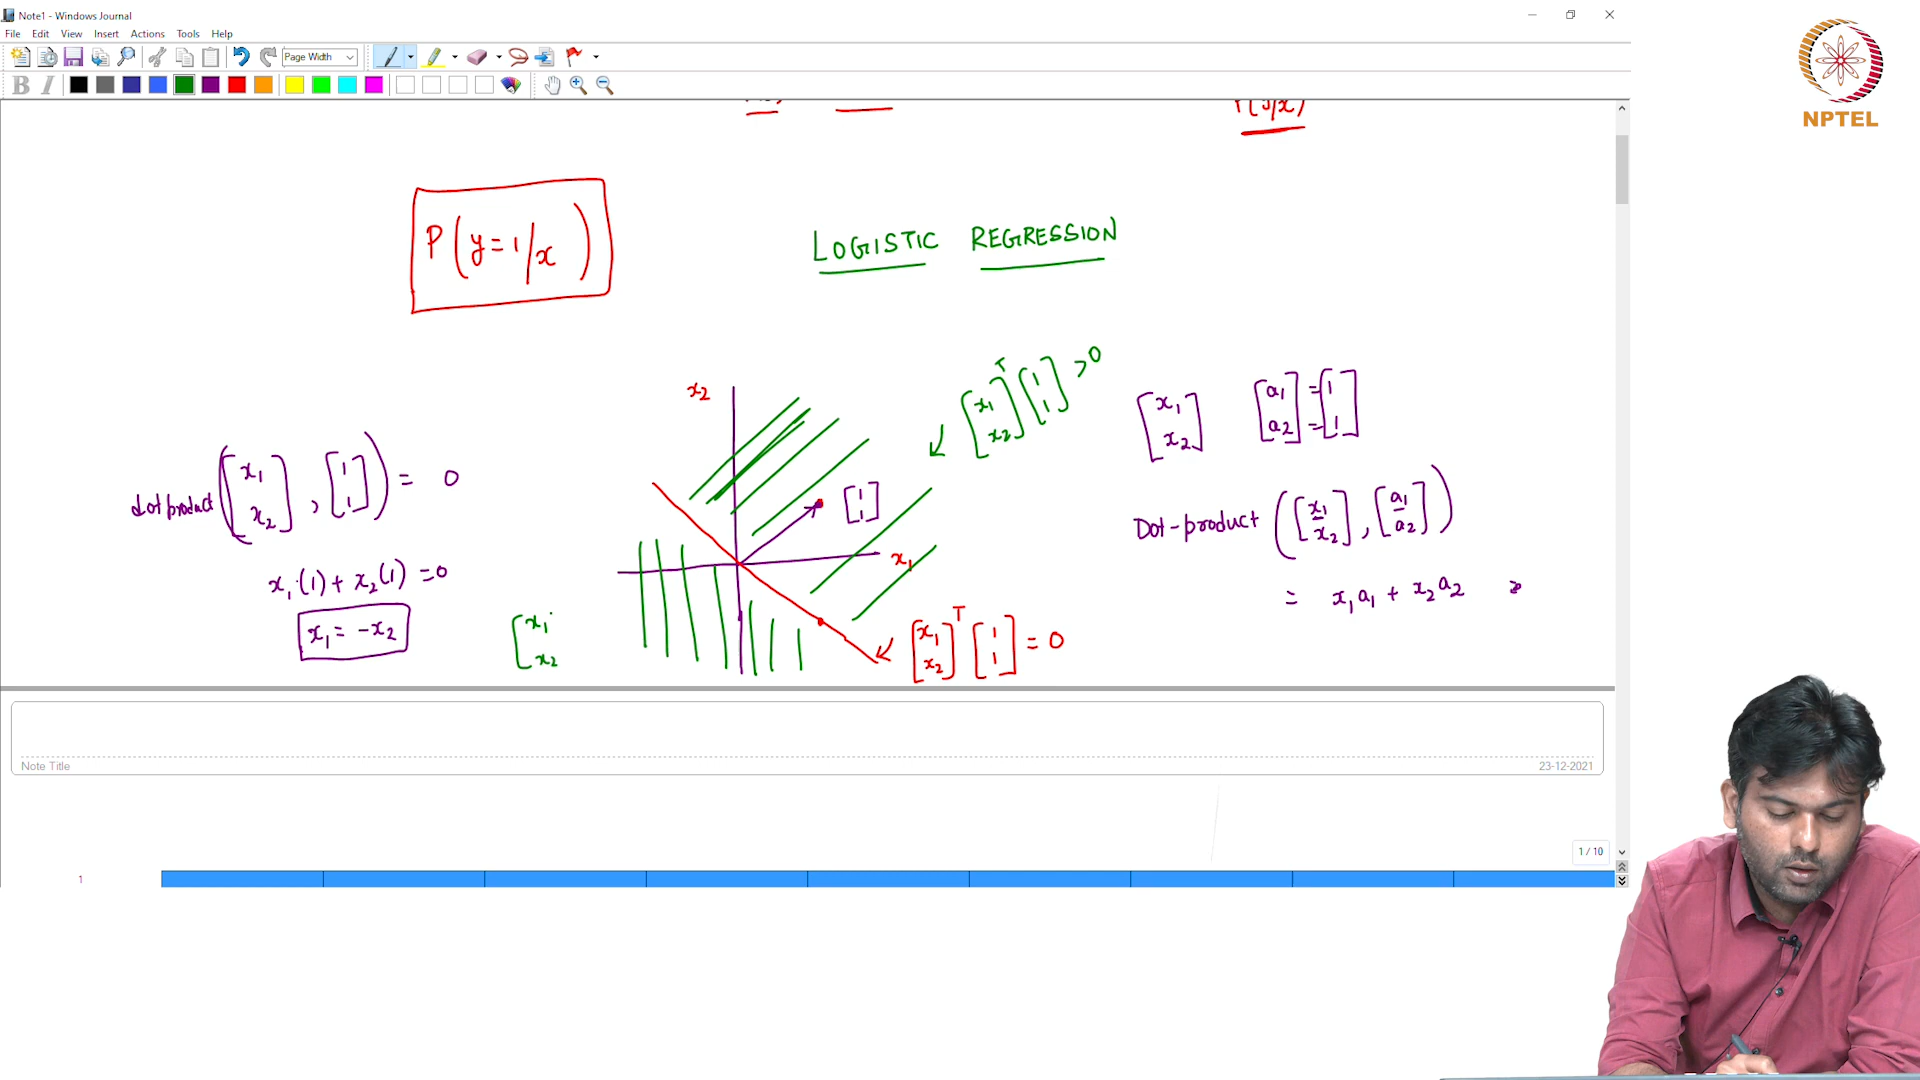 Note1 - Windows Journal
File Edit View Insert Actions Tools Help
Page Width
B I
NPTEL
P(y=1/x)
LOGISTIC REGRESSION
x2
x1
[1 1]
[x1 x2]^T [1 1] > 0
[x1 x2] [a1 a2] = [1 1]
dot product([x1 x2], [1 1]) = 0
x1.(1) + x2(1) = 0
x1 = -x2
[x1 x2
[x1 x2]^T [1 1] = 0
Dot-product([x1 x2], [a1 a2])
= x1a1 + x2a2
Note Title
23-12-2021
1 / 10
1